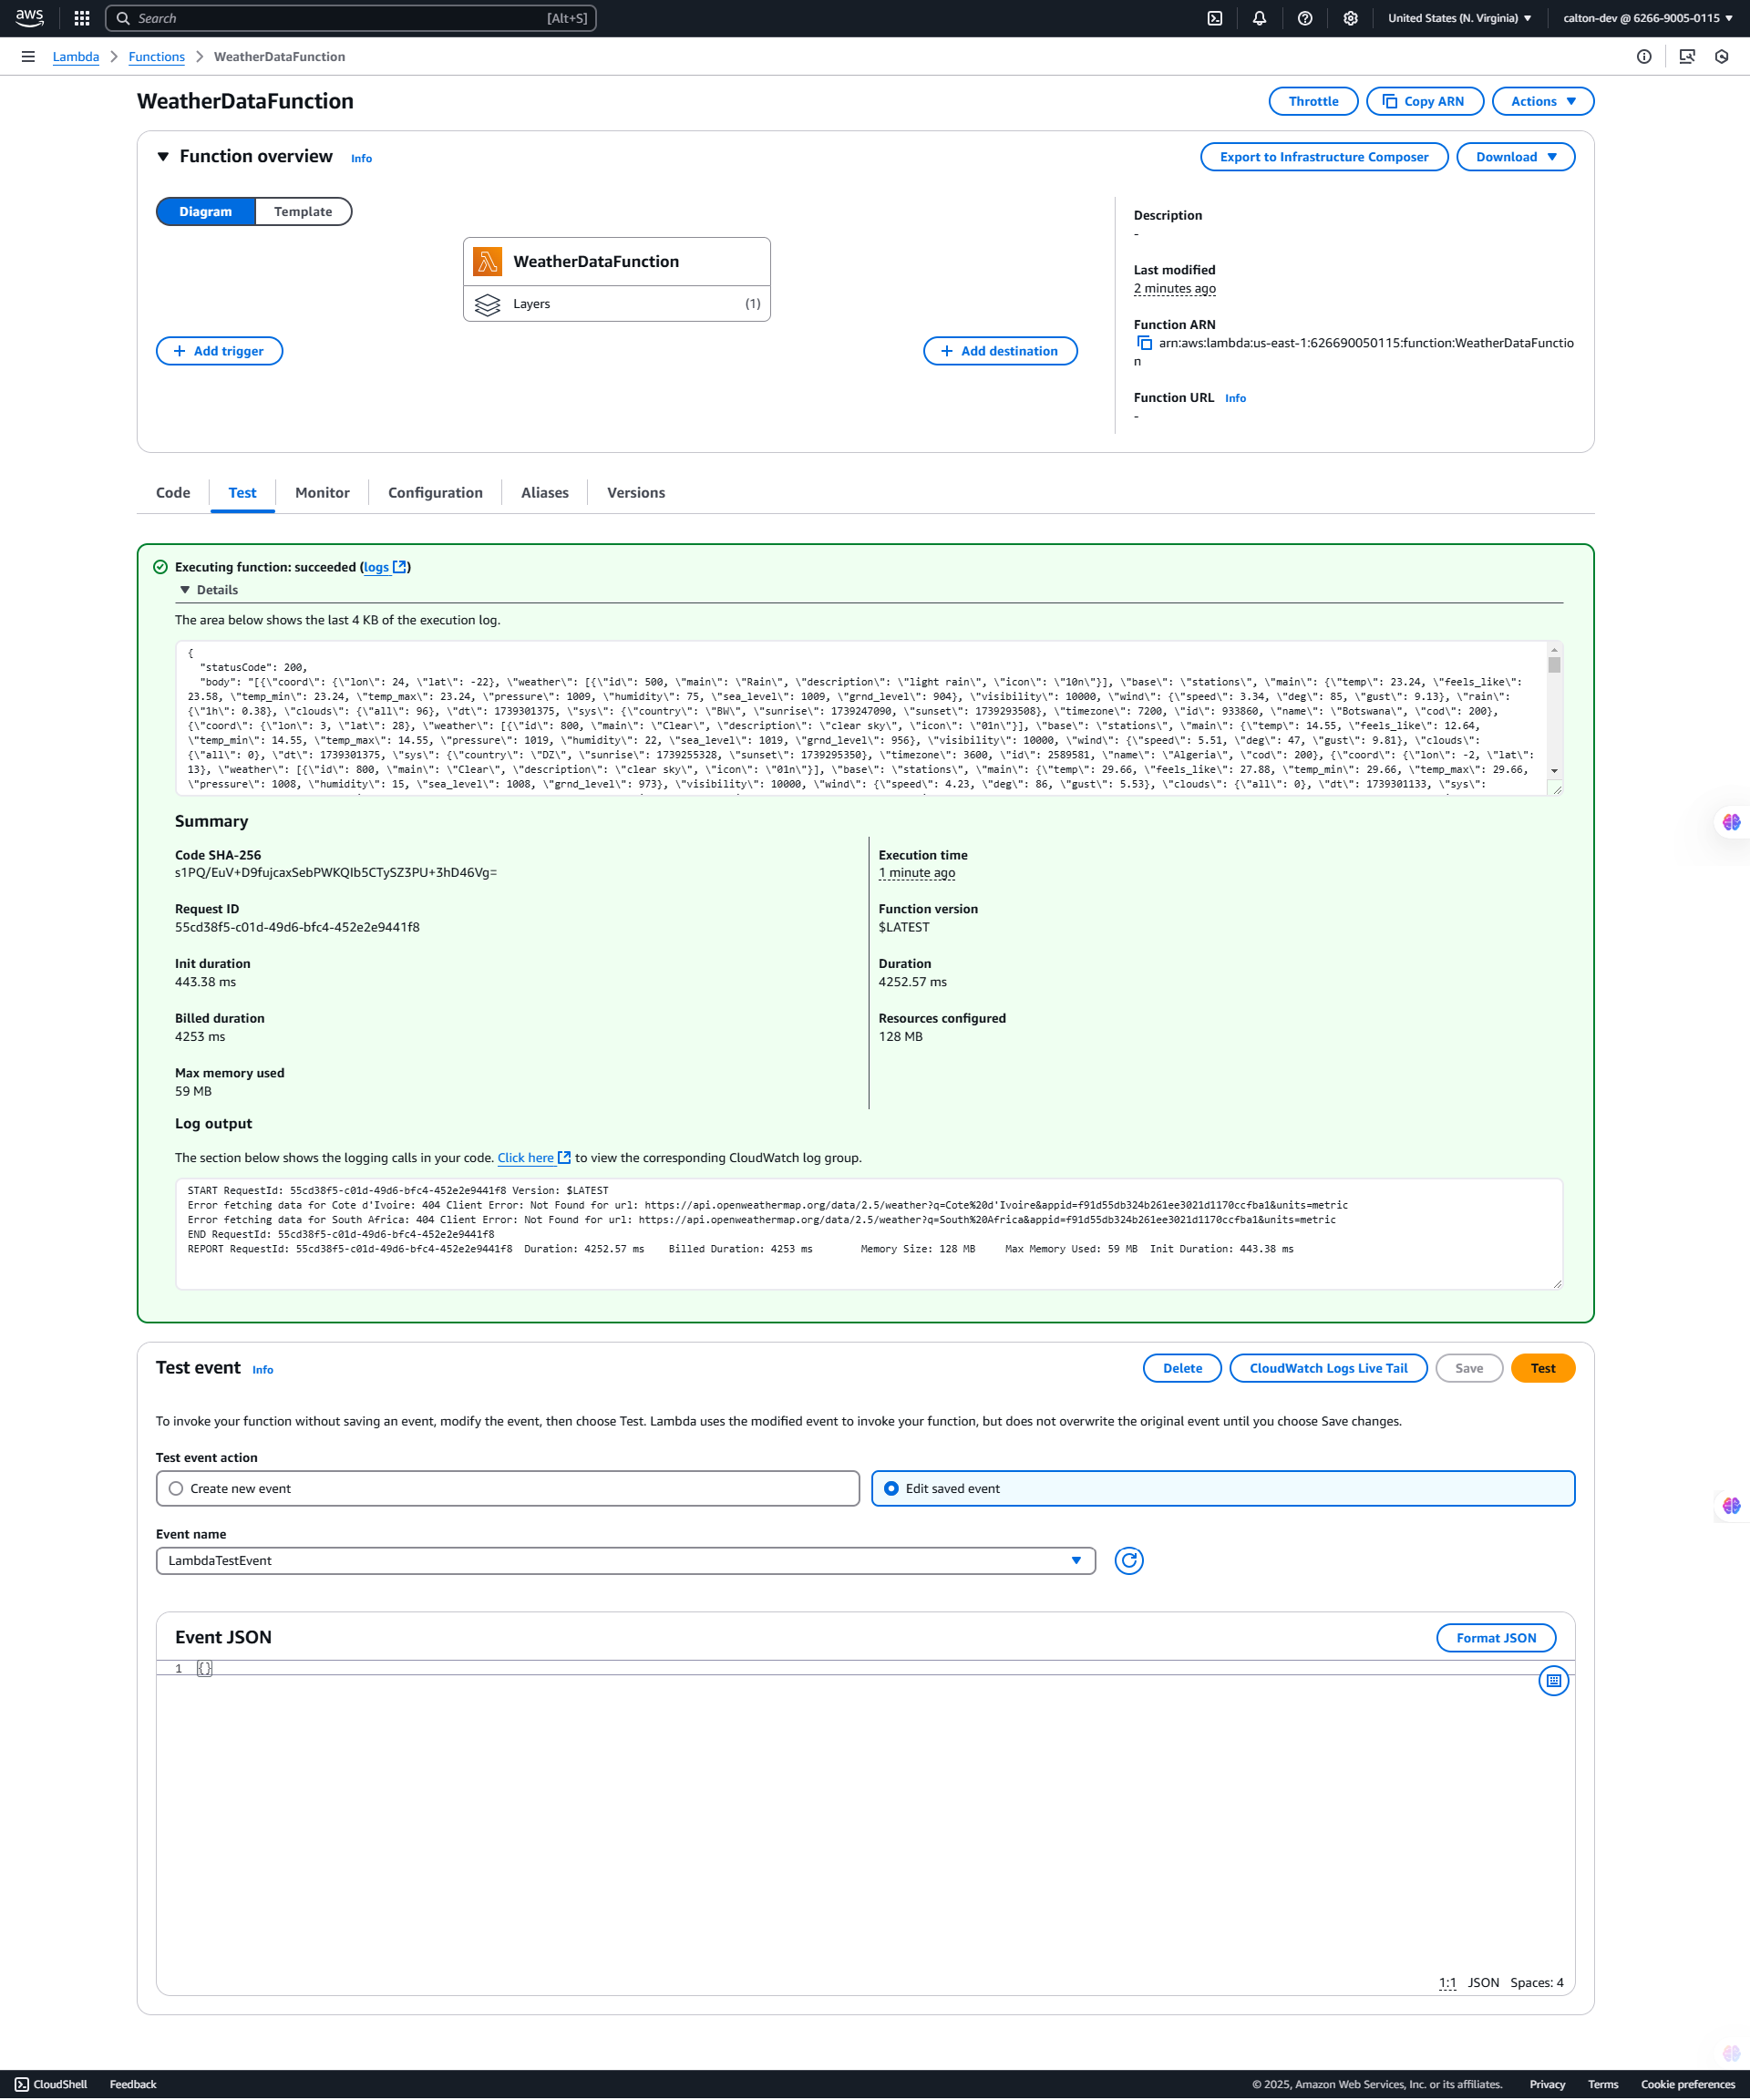 aws
Search [Alt+S]
United States (N. Virginia)
calton-dev @ 6266-9005-0115
Lambda
Functions
WeatherDataFunction
WeatherDataFunction
Throttle
Copy ARN
Actions
Function overview Info
Export to Infrastructure Composer
Download
Diagram
Template
WeatherDataFunction
Layers (1)
Add trigger
Add destination
Description
-
Last modified
2 minutes ago
Function ARN
arn:aws:lambda:us-east-1:626690050115:function:WeatherDataFunctio
n
Function URL Info
-
Code
Test
Monitor
Configuration
Aliases
Versions
Executing function: succeeded (logs)
Details
The area below shows the last 4 KB of the execution log.
{
"statusCode": 200,
"body": "[{\"coord\": {\"lon\": 24, \"lat\": -22}, \"weather\": [{\"id\": 500, \"main\": \"Rain\", \"description\": \"light rain\", \"icon\": \"10n\"}], \"base\": \"stations\", \"main\": {\"temp\": 23.24, \"feels_like\":
23.58, \"temp_min\": 23.24, \"temp_max\": 23.24, \"pressure\": 1009, \"humidity\": 75, \"sea_level\": 1009, \"grnd_level\": 904}, \"visibility\": 10000, \"wind\": {\"speed\": 3.34, \"deg\": 85, \"gust\": 9.13}, \"rain\":
{\"1h\": 0.38}, \"clouds\": {\"all\": 96}, \"dt\": 1739301375, \"sys\": {\"country\": \"BW\", \"sunrise\": 1739247090, \"sunset\": 1739293508}, \"timezone\": 7200, \"id\": 933860, \"name\": \"Botswana\", \"cod\": 200},
{\"coord\": {\"lon\": 3, \"lat\": 28}, \"weather\": [{\"id\": 800, \"main\": \"Clear\", \"description\": \"clear sky\", \"icon\": \"01n\"}], \"base\": \"stations\", \"main\": {\"temp\": 14.55, \"feels_like\": 12.64,
\"temp_min\": 14.55, \"temp_max\": 14.55, \"pressure\": 1019, \"humidity\": 22, \"sea_level\": 1019, \"grnd_level\": 956}, \"visibility\": 10000, \"wind\": {\"speed\": 5.51, \"deg\": 47, \"gust\": 9.81}, \"clouds\":
{\"all\": 0}, \"dt\": 1739301375, \"sys\": {\"country\": \"DZ\", \"sunrise\": 1739255328, \"sunset\": 1739295350}, \"timezone\": 3600, \"id\": 2589581, \"name\": \"Algeria\", \"cod\": 200}, {\"coord\": {\"lon\": -2, \"lat\":
13}, \"weather\": [{\"id\": 800, \"main\": \"Clear\", \"description\": \"clear sky\", \"icon\": \"01n\"}], \"base\": \"stations\", \"main\": {\"temp\": 29.66, \"feels_like\": 27.88, \"temp_min\": 29.66, \"temp_max\": 29.66,
\"pressure\": 1008, \"humidity\": 15, \"sea_level\": 1008, \"grnd_level\": 973}, \"visibility\": 10000, \"wind\": {\"speed\": 4.23, \"deg\": 86, \"gust\": 5.53}, \"clouds\": {\"all\": 0}, \"dt\": 1739301133, \"sys\":
Summary
Code SHA-256
s1PQ/EuV+D9fujcaxSebPWKQIb5CTySZ3PU+3hD46Vg=
Execution time
1 minute ago
Request ID
55cd38f5-c01d-49d6-bfc4-452e2e9441f8
Function version
$LATEST
Init duration
443.38 ms
Duration
4252.57 ms
Billed duration
4253 ms
Resources configured
128 MB
Max memory used
59 MB
Log output
The section below shows the logging calls in your code. Click here to view the corresponding CloudWatch log group.
START RequestId: 55cd38f5-c01d-49d6-bfc4-452e2e9441f8 Version: $LATEST
Error fetching data for Cote d'Ivoire: 404 Client Error: Not Found for url: https://api.openweathermap.org/data/2.5/weather?q=Cote%20d'Ivoire&appid=f91d55db324b261ee3021d1170ccfba1&units=metric
Error fetching data for South Africa: 404 Client Error: Not Found for url: https://api.openweathermap.org/data/2.5/weather?q=South%20Africa&appid=f91d55db324b261ee3021d1170ccfba1&units=metric
END RequestId: 55cd38f5-c01d-49d6-bfc4-452e2e9441f8
REPORT RequestId: 55cd38f5-c01d-49d6-bfc4-452e2e9441f8 Duration: 4252.57 ms Billed Duration: 4253 ms Memory Size: 128 MB Max Memory Used: 59 MB Init Duration: 443.38 ms
Test event Info
Delete
CloudWatch Logs Live Tail
Save
Test
To invoke your function without saving an event, modify the event, then choose Test. Lambda uses the modified event to invoke your function, but does not overwrite the original event until you choose Save changes.
Test event action
Create new event
Edit saved event
Event name
LambdaTestEvent
Event JSON
Format JSON
1 {}
1:1 JSON Spaces: 4
CloudShell
Feedback
© 2025, Amazon Web Services, Inc. or its affiliates.
Privacy
Terms
Cookie preferences